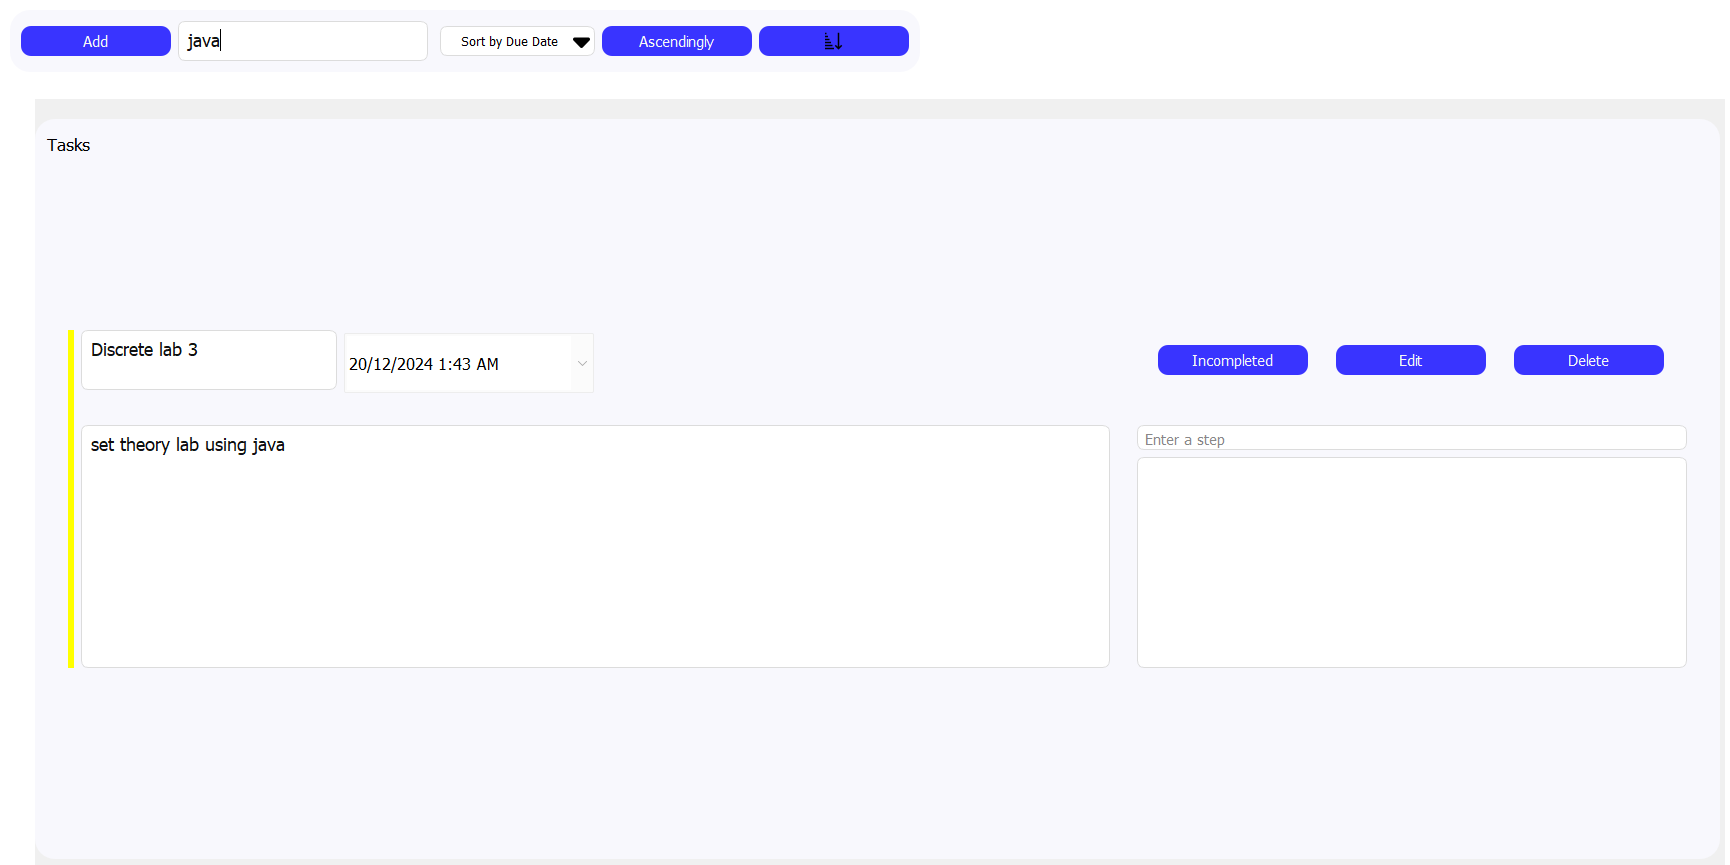 Add
java
Sort by Due Date
Ascendingly
Tasks
Discrete lab 3
20/12/2024 1:43 AM
Incompleted
Edit
Delete
set theory lab using java
Enter a step